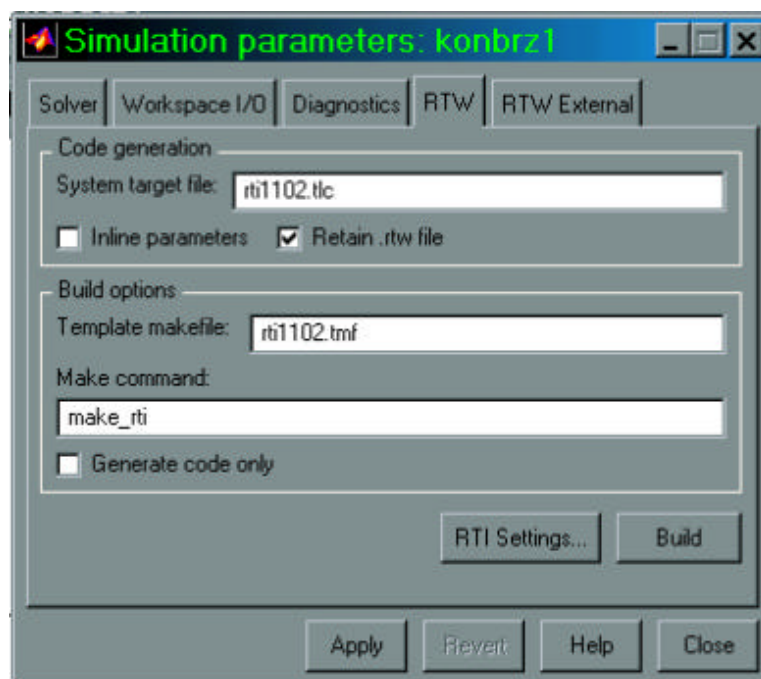 Simulation parameters: konbrz1
Solver Workspace I/O Diagnostics RTW RTW External
Code generation
System target file: rti1102.tlc
Inline parameters Retain .rtw file
Build options
Template makefile: rti1102.tmf
Make command:
make_rti
Generate code only
RTI Settings... Build
Apply Revert Help Close